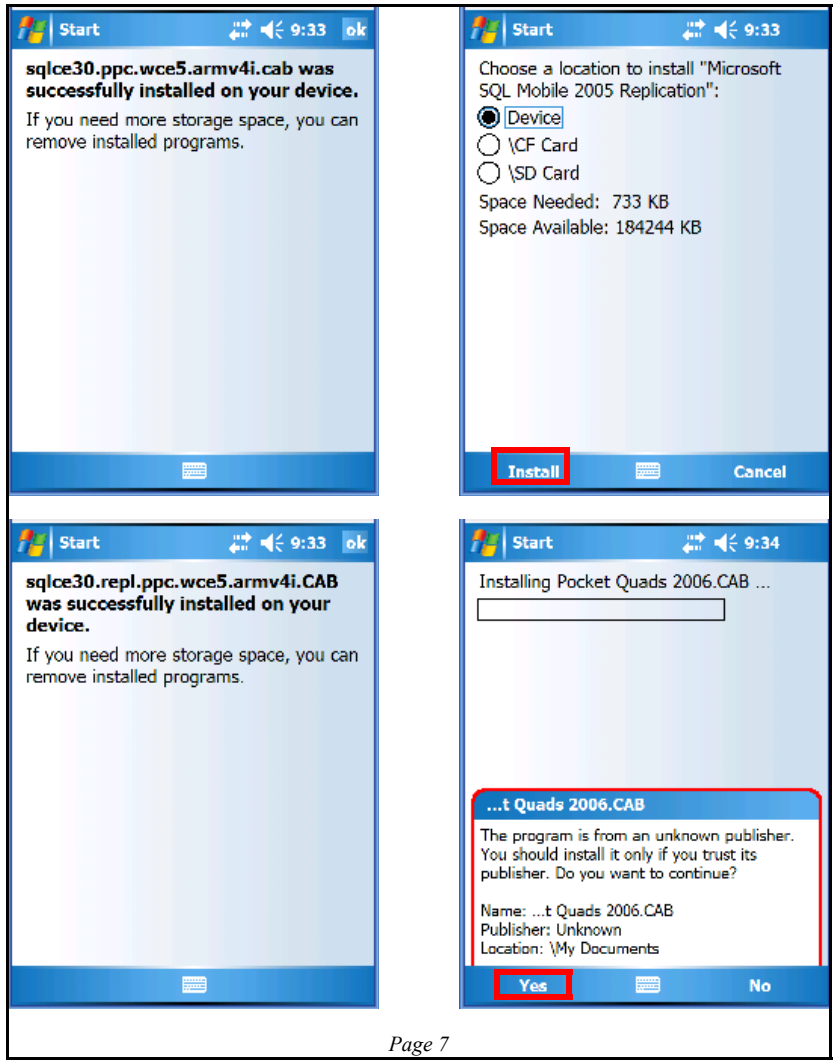 Start 9:33 ok
sqlce30.ppc.wce5.armv4i.cab was
successfully installed on your device.
If you need more storage space, you can
remove installed programs.
Start 9:33
Choose a location to install "Microsoft
SQL Mobile 2005 Replication":
Device
\CF Card
\SD Card
Space Needed: 733 KB
Space Available: 184244 KB
Install Cancel
Start 9:33 ok
sqlce30.repl.ppc.wce5.armv4i.CAB
was successfully installed on your
device.
If you need more storage space, you can
remove installed programs.
Start 9:34
Installing Pocket Quads 2006.CAB ...
...t Quads 2006.CAB
The program is from an unknown publisher.
You should install it only if you trust its
publisher. Do you want to continue?
Name: ...t Quads 2006.CAB
Publisher: Unknown
Location: \My Documents
Yes No
Page 7